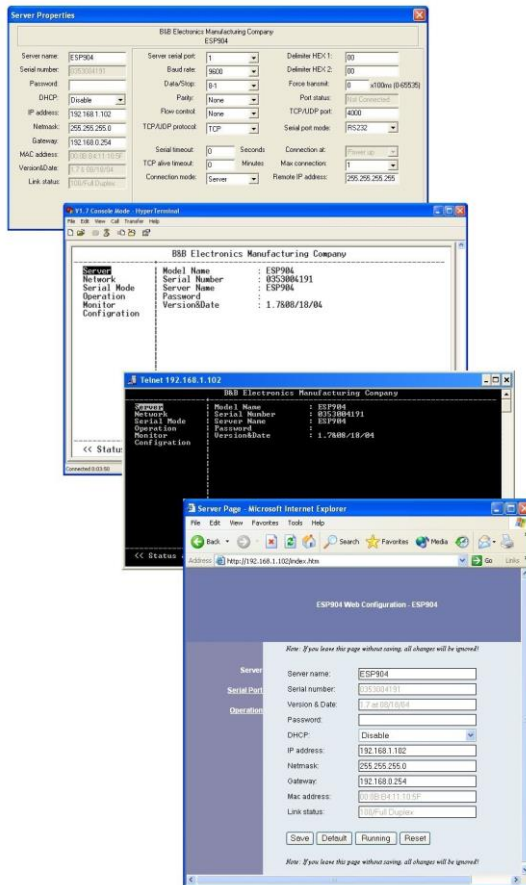 Server Properties
B&B Electronics Manufacturing Company
ESP904
Server name: ESP904
Serial number: 0353004191
Password:
DHCP: Disable
IP address: 192.168.1.102
Netmask: 255.255.255.0
Gateway: 192.168.0.254
MAC address:
Version&Date: 1.7 & 08/18/04
Link status: 100/Full Duplex
Server serial port: 1
Baud rate: 9600
Data/Stop: 8-1
Parity: None
Flow control: None
TCP/UDP protocol: TCP
Serial timeout: 0 Seconds
TCP alive timeout: 0 Minutes
Connection mode: Server
Delimiter HEX 1: 00
Delimiter HEX 2: 00
Force transmit: 0 x100ms (0-65535)
Port status: Not Connected
TCP/UDP port: 4000
Serial port mode: RS232
Connection at: Power up
Max connection: 1
Remote IP address: 255.255.255.255
V1.7 Console Mode - HyperTerminal
File Edit View Call Transfer Help
B&B Electronics Manufacturing Company
Server Model Name : ESP904
Network Serial Number : 0353004191
Serial Mode Server Name : ESP904
Operation Password :
Monitor Version&Date : 1.7&08/18/04
Configration
<< Status
Connected 0:03:50
Telnet 192.168.1.102
B&B Electronics Manufacturing Company
Server Model Name : ESP904
Network Serial Number : 0353004191
Serial Mode Server Name : ESP904
Operation Password :
Monitor Version&Date : 1.7&08/18/04
Configration
<< Status
Server Page - Microsoft Internet Explorer
File Edit View Favorites Tools Help
Back Search Favorites Media
Address http://192.168.1.102/index.htm Go Links
ESP904 Web Configuration - ESP904
Note: If you leave this page without saving, all changes will be ignored!
Server
Serial Port
Operation
Server name: ESP904
Serial number: 0353004191
Version & Date: 1.7 at 08/18/04
Password:
DHCP: Disable
IP address: 192.168.1.102
Netmask: 255.255.255.0
Gateway: 192.168.0.254
Mac address:
Link status: 100/Full Duplex
Save Default Running Reset
Note: If you leave this page without saving, all changes will be ignored!